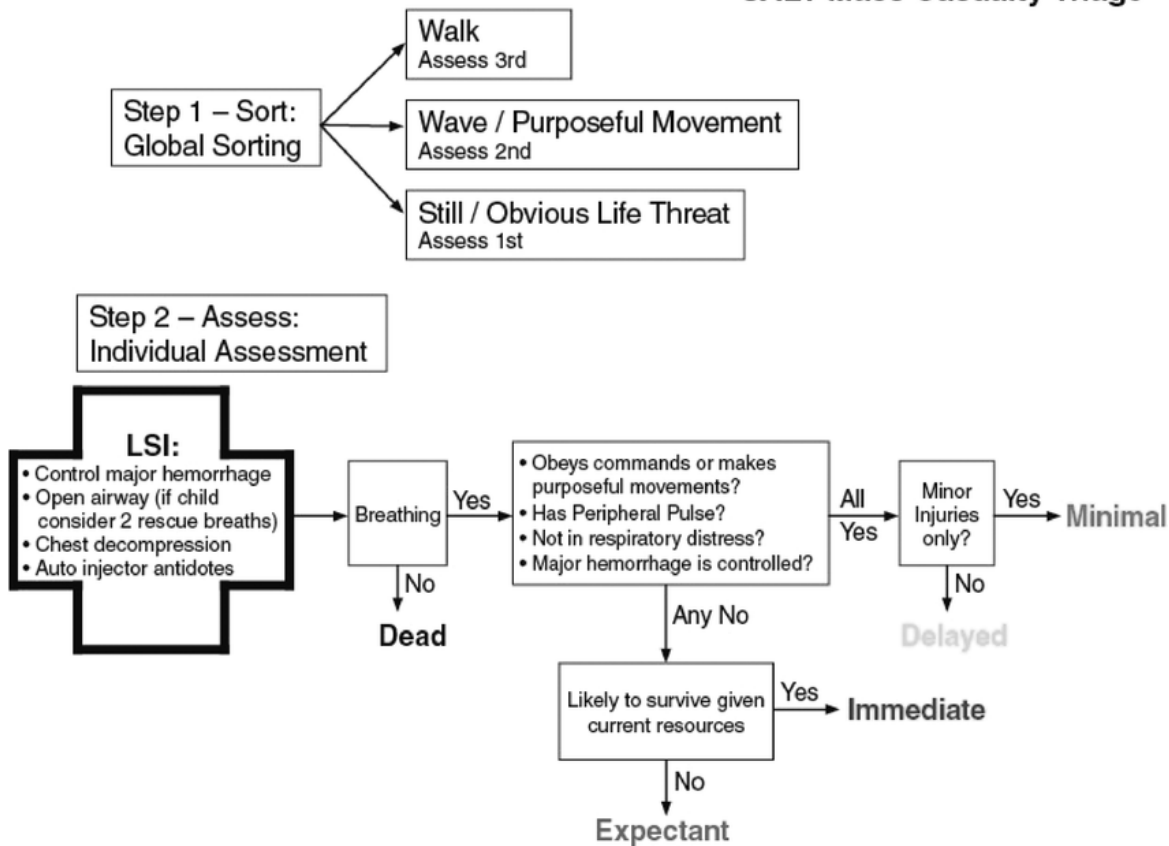 Mass Casualty Triage
Walk
Assess 3rd
Step 1 – Sort:
Global Sorting
Wave / Purposeful Movement
Assess 2nd
Still / Obvious Life Threat
Assess 1st
Step 2 – Assess:
Individual Assessment
LSI:
• Control major hemorrhage
• Open airway (if child
consider 2 rescue breaths)
• Chest decompression
• Auto injector antidotes
Breathing
Yes
No
Dead
• Obeys commands or makes
purposeful movements?
• Has Peripheral Pulse?
• Not in respiratory distress?
• Major hemorrhage is controlled?
All
Yes
Minor
Injuries
only?
Yes
Minimal
No
Delayed
Any No
Likely to survive given
current resources
Yes
Immediate
No
Expectant